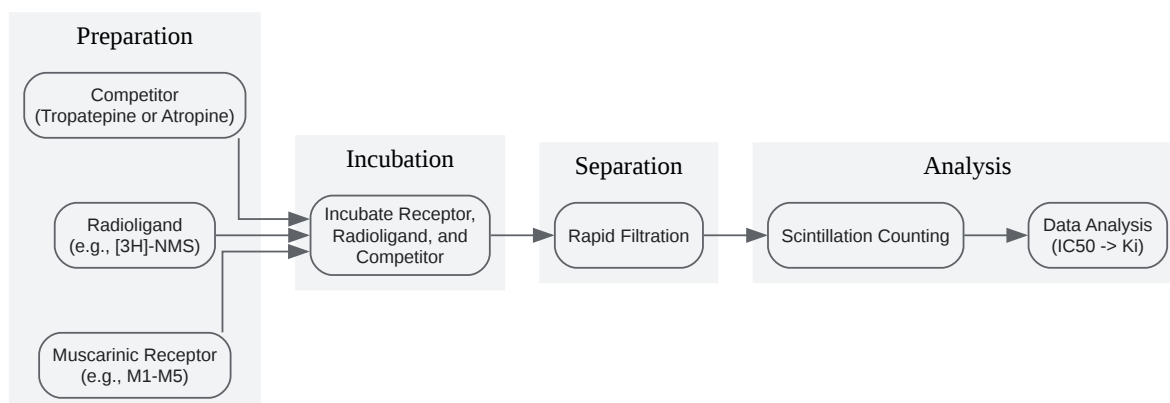 Preparation
Competitor
(Tropatepine or Atropine)
Radioligand
(e.g., [3H]-NMS)
Muscarinic Receptor
(e.g., M1-M5)
Incubation
Incubate Receptor,
Radioligand, and
Competitor
Separation
Rapid Filtration
Analysis
Scintillation Counting
Data Analysis
(IC50 -> Ki)